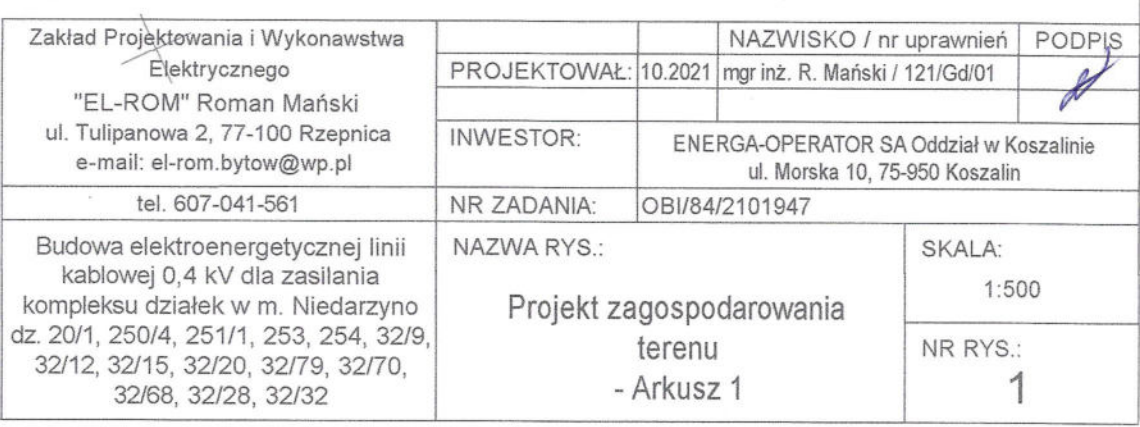 Zakład Projektowania i Wykonawstwa
Elektrycznego
"EL-ROM" Roman Mański
ul. Tulipanowa 2, 77-100 Rzepnica
e-mail: el-rom.bytow@wp.pl
tel. 607-041-561
NAZWISKO / nr uprawnień PODPIS
PROJEKTOWAŁ: 10.2021 mgr inż. R. Mański / 121/Gd/01
INWESTOR: ENERGA-OPERATOR SA Oddział w Koszalinie
ul. Morska 10, 75-950 Koszalin
NR ZADANIA: OBI/84/2101947
Budowa elektroenergetycznej linii
kablowej 0,4 kV dla zasilania
kompleksu działek w m. Niedarzyno
dz. 20/1, 250/4, 251/1, 253, 254, 32/9,
32/12, 32/15, 32/20, 32/79, 32/70,
32/68, 32/28, 32/32
NAZWA RYS.:
Projekt zagospodarowania
terenu
- Arkusz 1
SKALA:
1:500
NR RYS.:
1